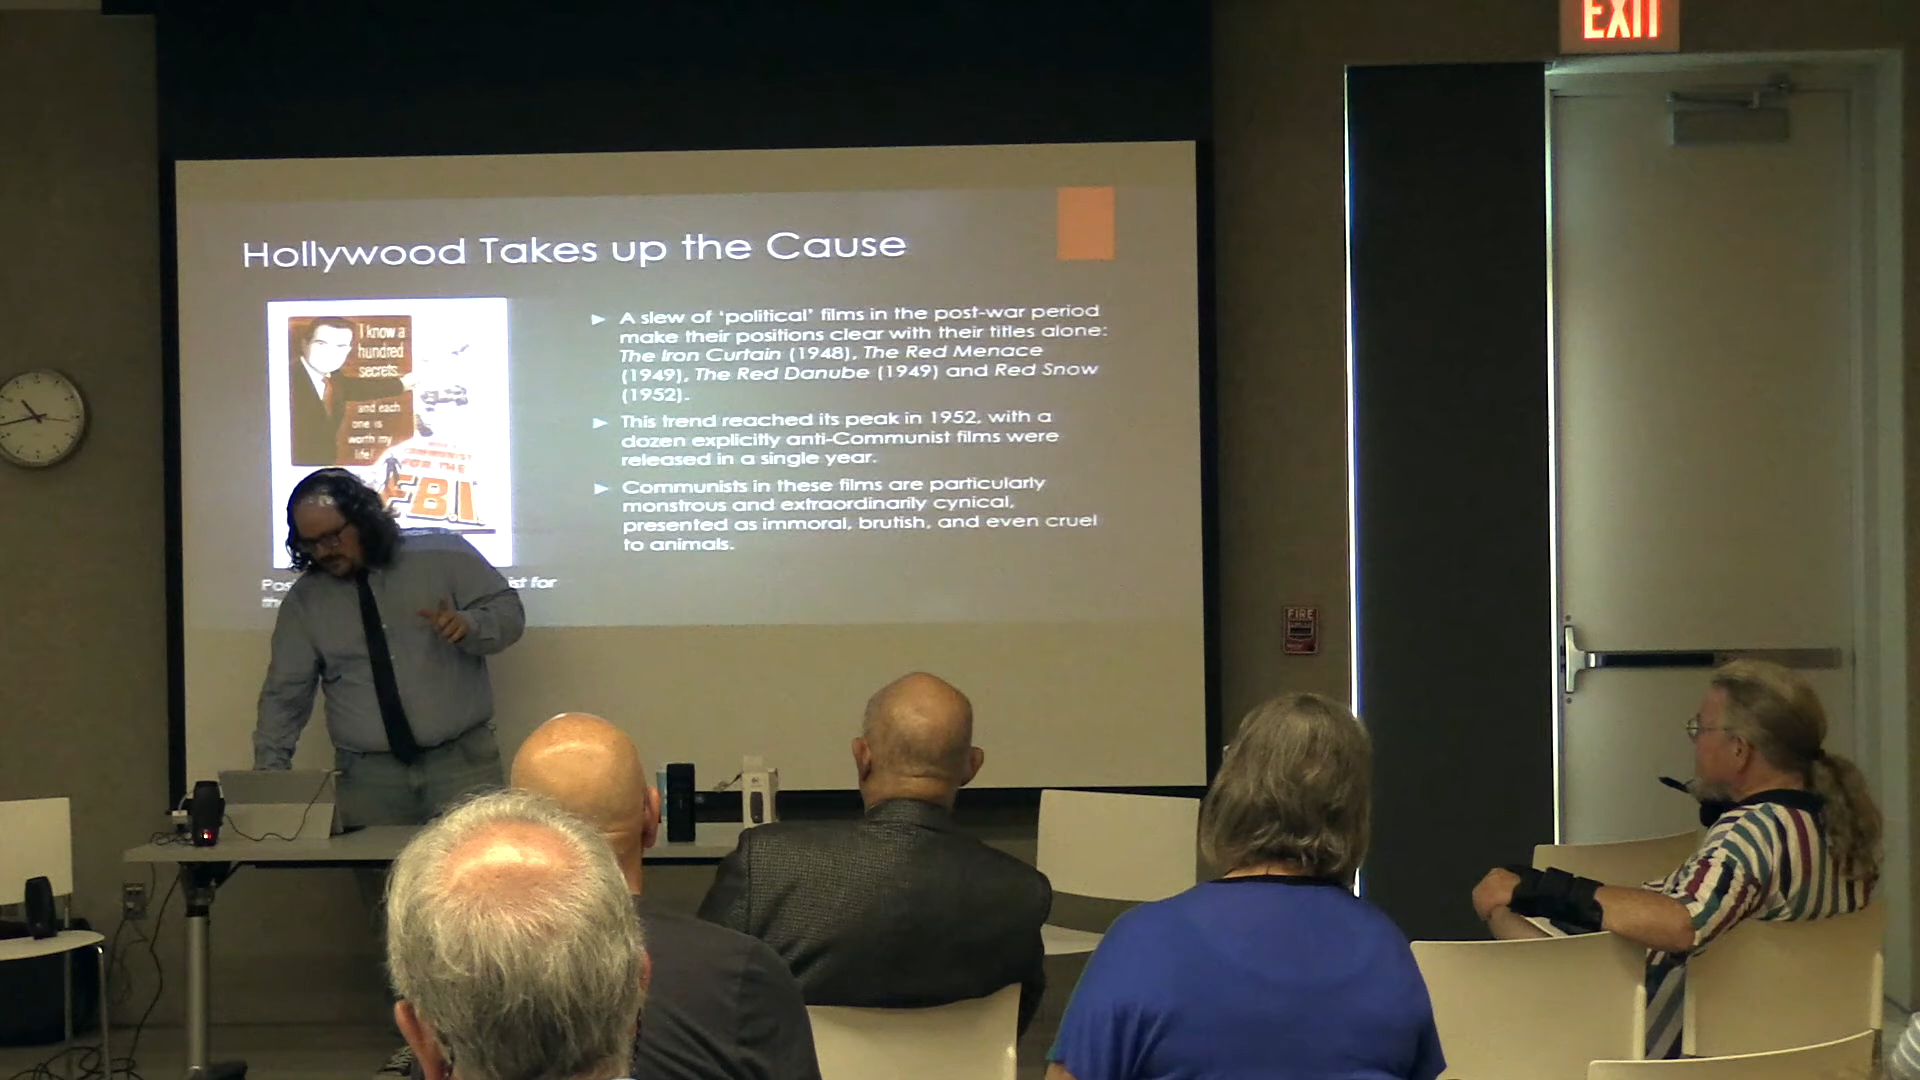 EXIT
Hollywood Takes up the Cause
I know a
hundred
secrets...
and each
one is
worth my
life!
COMMUNIST
FOR THE
F.B.I.
A slew of ‘political’ films in the post-war period
make their positions clear with their titles alone:
The Iron Curtain (1948), The Red Menace
(1949), The Red Danube (1949) and Red Snow
(1952).
This trend reached its peak in 1952, with a
dozen explicitly anti-Communist films were
released in a single year.
Communists in these films are particularly
monstrous and extraordinarily cynical,
presented as immoral, brutish, and even cruel
to animals.
for
FIRE